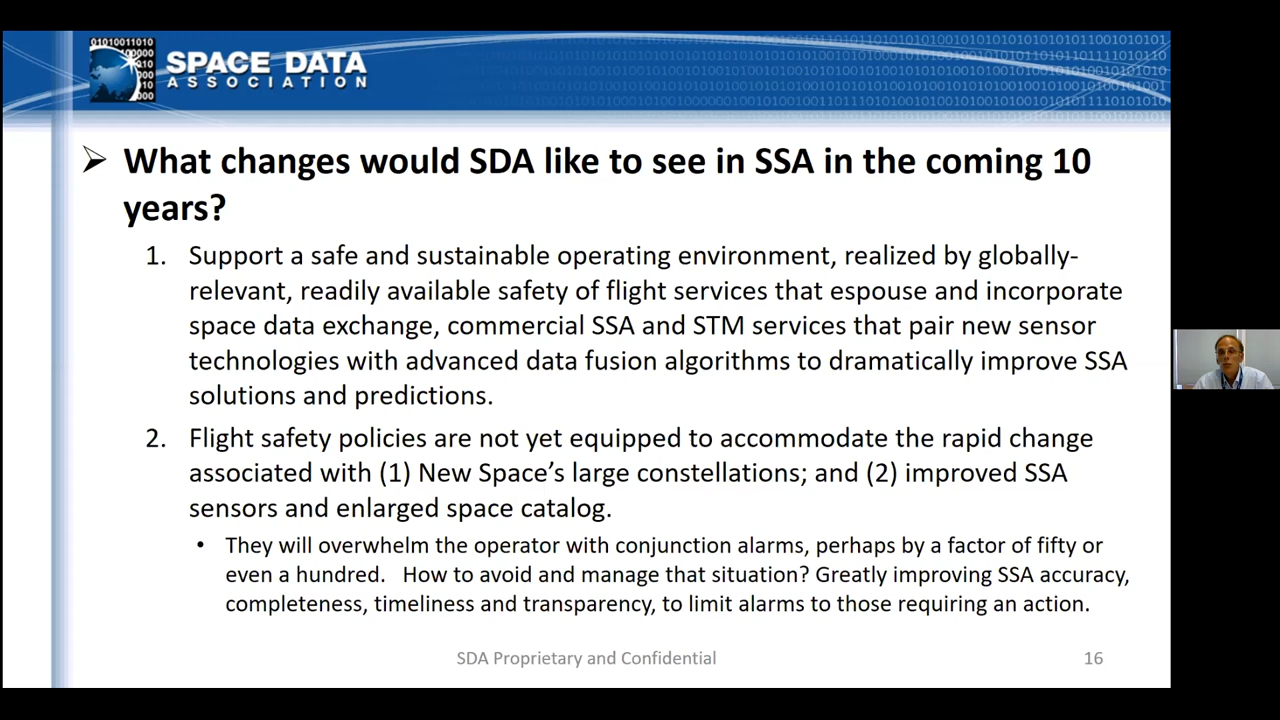 SPACE DATA
ASSOCIATION
➢ What changes would SDA like to see in SSA in the coming 10
years?
1. Support a safe and sustainable operating environment, realized by globally-
relevant, readily available safety of flight services that espouse and incorporate
space data exchange, commercial SSA and STM services that pair new sensor
technologies with advanced data fusion algorithms to dramatically improve SSA
solutions and predictions.
2. Flight safety policies are not yet equipped to accommodate the rapid change
associated with (1) New Space’s large constellations; and (2) improved SSA
sensors and enlarged space catalog.
• They will overwhelm the operator with conjunction alarms, perhaps by a factor of fifty or
even a hundred. How to avoid and manage that situation? Greatly improving SSA accuracy,
completeness, timeliness and transparency, to limit alarms to those requiring an action.
SDA Proprietary and Confidential 16